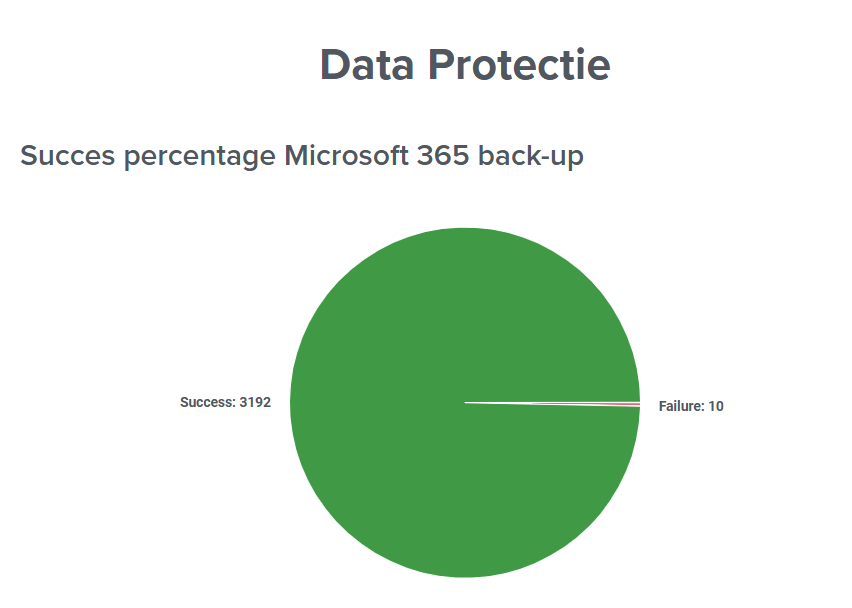 Data Protectie
Succes percentage Microsoft 365 back-up
Success: 3192
Failure: 10